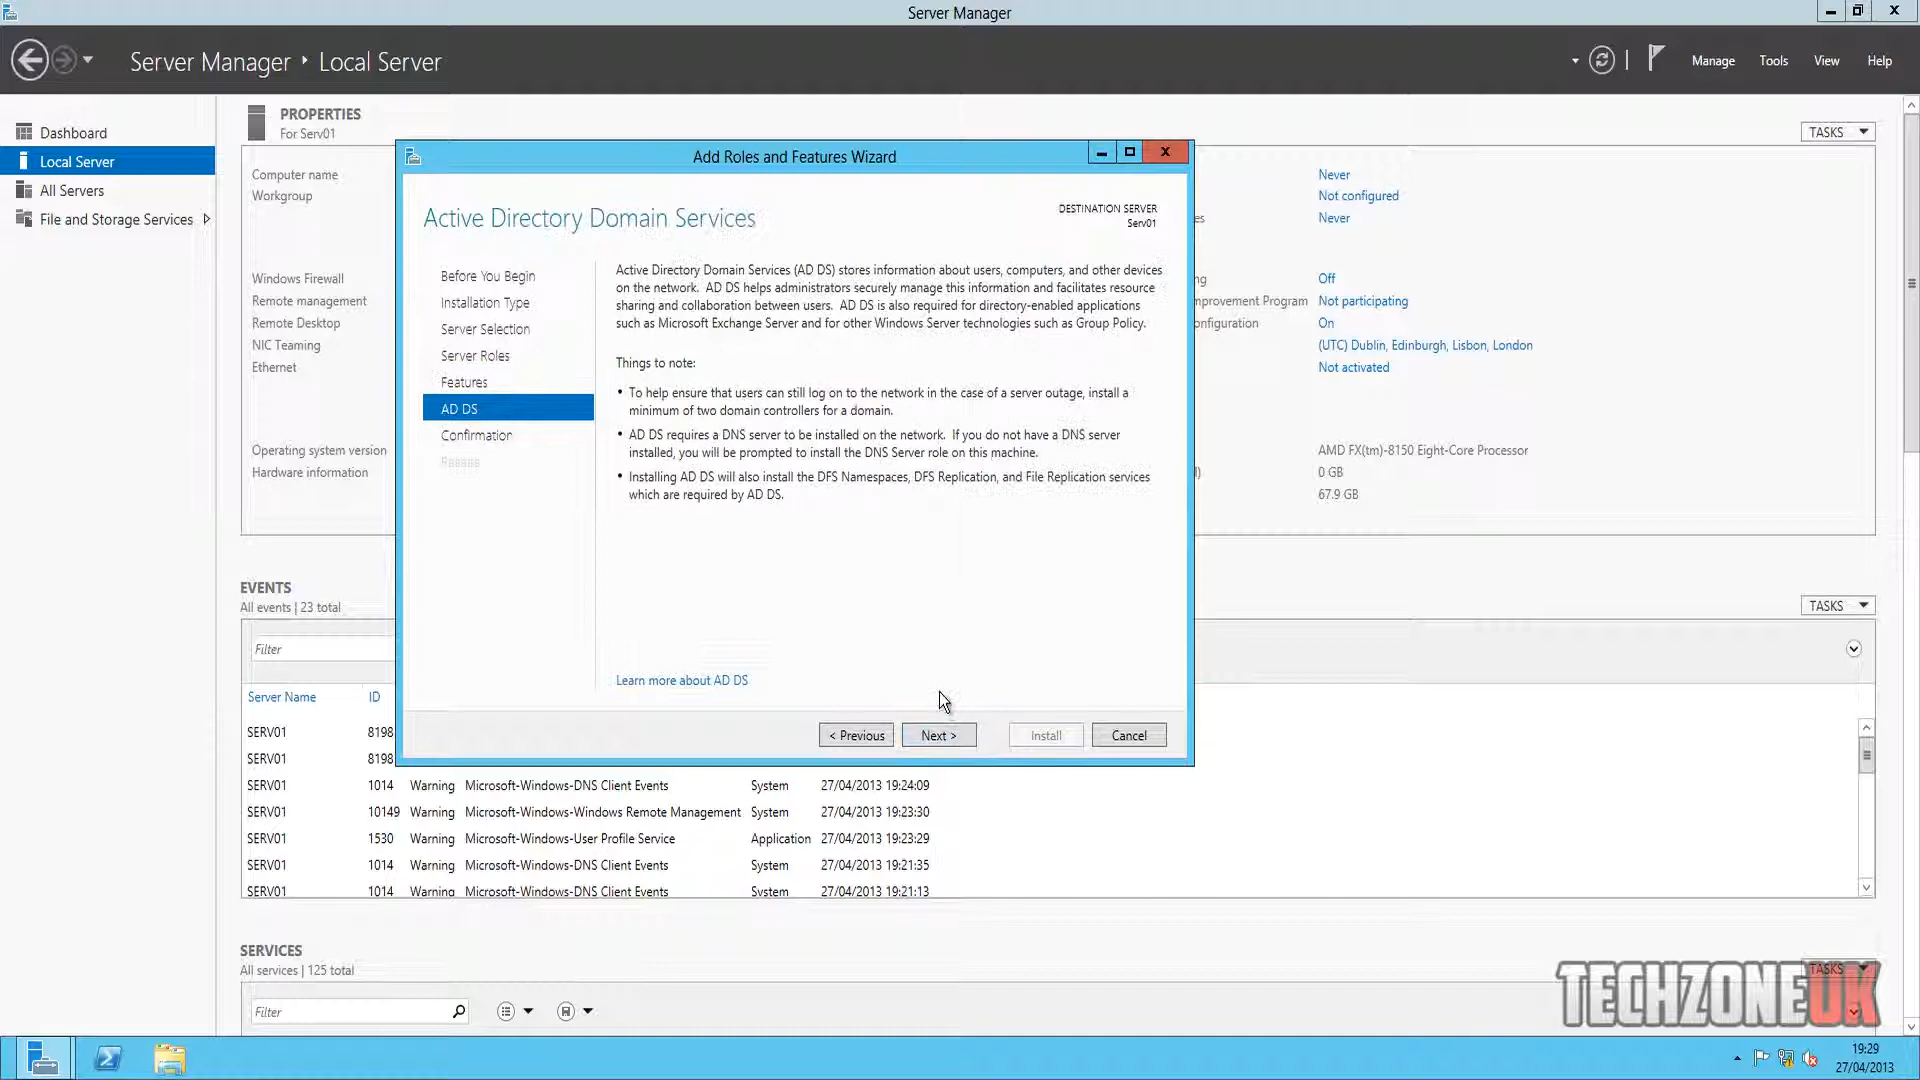 Server Manager
Server Manager ‣ Local Server
Manage Tools View Help
Dashboard
Local Server
All Servers
File and Storage Services
PROPERTIES
For Serv01
TASKS
Computer name
Workgroup
Windows Firewall
Remote management
Remote Desktop
NIC Teaming
Ethernet
Operating system version
Hardware information
Never
Not configured
Never
Off
mprovement Program Not participating
onfiguration On
(UTC) Dublin, Edinburgh, Lisbon, London
Not activated
AMD FX(tm)-8150 Eight-Core Processor
0 GB
67.9 GB
Add Roles and Features Wizard
Active Directory Domain Services
DESTINATION SERVER
Serv01
Before You Begin
Installation Type
Server Selection
Server Roles
Features
AD DS
Confirmation
Results
Active Directory Domain Services (AD DS) stores information about users, computers, and other devices
on the network. AD DS helps administrators securely manage this information and facilitates resource
sharing and collaboration between users. AD DS is also required for directory-enabled applications
such as Microsoft Exchange Server and for other Windows Server technologies such as Group Policy.
Things to note:
• To help ensure that users can still log on to the network in the case of a server outage, install a
minimum of two domain controllers for a domain.
• AD DS requires a DNS server to be installed on the network. If you do not have a DNS server
installed, you will be prompted to install the DNS Server role on this machine.
• Installing AD DS will also install the DFS Namespaces, DFS Replication, and File Replication services
which are required by AD DS.
Learn more about AD DS
< Previous Next > Install Cancel
EVENTS
All events | 23 total
TASKS
Filter
Server Name ID
SERV01 8198
SERV01 8198
SERV01 1014 Warning Microsoft-Windows-DNS Client Events System 27/04/2013 19:24:09
SERV01 10149 Warning Microsoft-Windows-Windows Remote Management System 27/04/2013 19:23:30
SERV01 1530 Warning Microsoft-Windows-User Profile Service Application 27/04/2013 19:23:29
SERV01 1014 Warning Microsoft-Windows-DNS Client Events System 27/04/2013 19:21:35
SERV01 1014 Warning Microsoft-Windows-DNS Client Events System 27/04/2013 19:21:13
SERVICES
All services | 125 total
TASKS
Filter
TECHZONEUK
19:29
27/04/2013